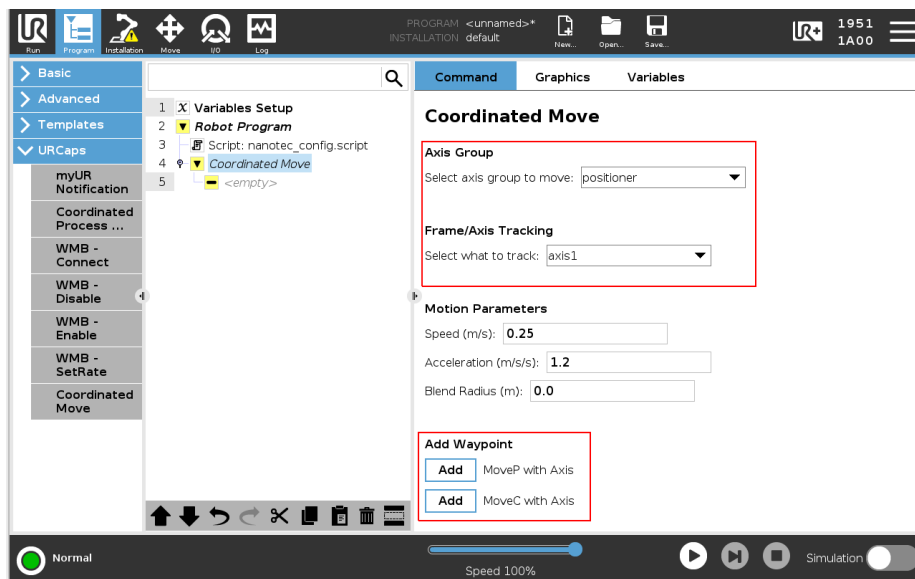 PROGRAM <unnamed>*
INSTALLATION default
1951
1A00
Run
Program
Installation
Move
I/O
Log
New...
Open...
Save...
Basic
Advanced
Templates
URCaps
myUR
Notification
Coordinated
Process ...
WMB -
Connect
WMB -
Disable
WMB -
Enable
WMB -
SetRate
Coordinated
Move
1 X Variables Setup
2 Robot Program
3 Script: nanotec_config.script
4 Coordinated Move
5 <empty>
Command Graphics Variables
Coordinated Move
Axis Group
Select axis group to move: positioner
Frame/Axis Tracking
Select what to track: axis1
Motion Parameters
Speed (m/s): 0.25
Acceleration (m/s/s): 1.2
Blend Radius (m): 0.0
Add Waypoint
Add MoveP with Axis
Add MoveC with Axis
Normal
Speed 100%
Simulation